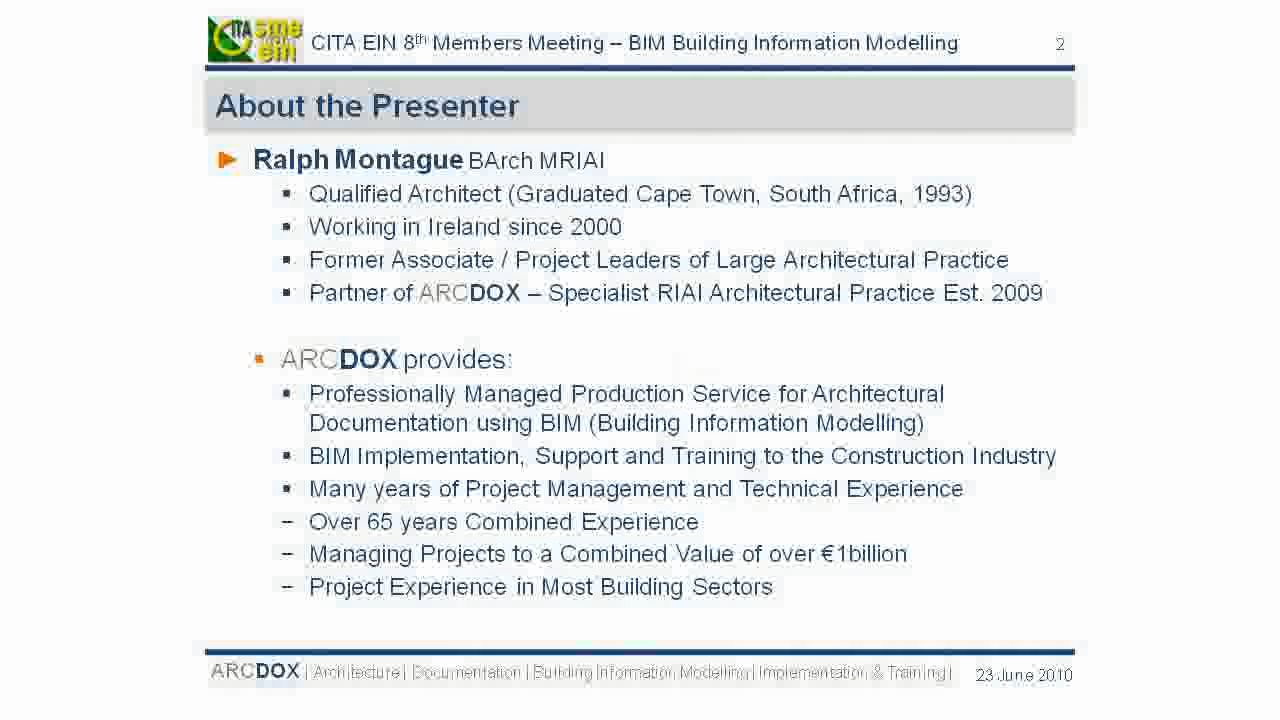 CITA sme ein
CITA EIN 8th Members Meeting – BIM Building Information Modelling 2
About the Presenter
Ralph Montague BArch MRIAI
Qualified Architect (Graduated Cape Town, South Africa, 1993)
Working in Ireland since 2000
Former Associate / Project Leaders of Large Architectural Practice
Partner of ARCDOX – Specialist RIAI Architectural Practice Est. 2009
ARCDOX provides:
Professionally Managed Production Service for Architectural
Documentation using BIM (Building Information Modelling)
BIM Implementation, Support and Training to the Construction Industry
Many years of Project Management and Technical Experience
– Over 65 years Combined Experience
– Managing Projects to a Combined Value of over €1billion
– Project Experience in Most Building Sectors
ARCDOX | Architecture | Documentation | Building Information Modelling | Implementation & Training | 23 June 2010